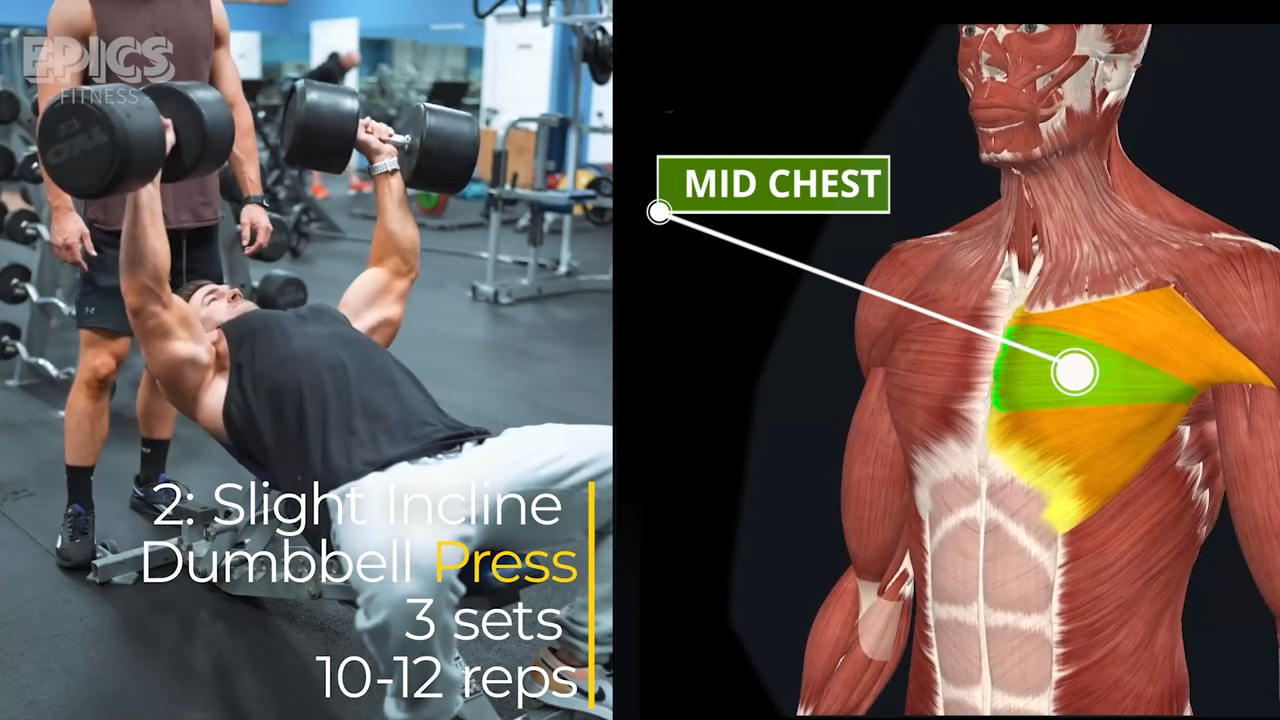 EPICS
FITNESS
MID CHEST
2: Slight Incline
Dumbbell Press
3 sets
10-12 reps